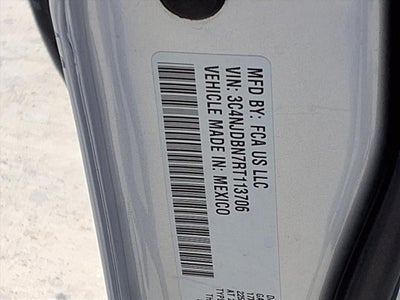 MFD BY: FCA US LLC
VIN: 3C4NJDBN7RT113706
VEHICLE MADE IN: MEXICO